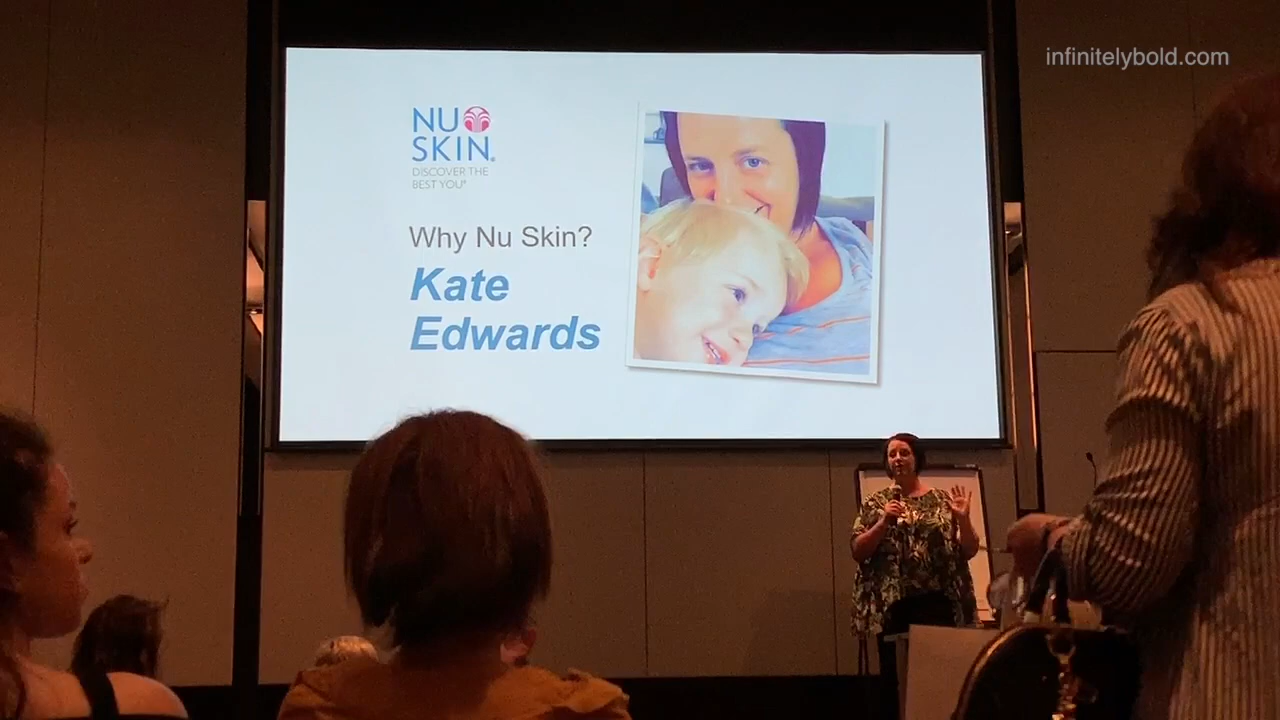 infinitelybold.com
NU SKIN®
DISCOVER THE
BEST YOU®
Why Nu Skin?
Kate
Edwards